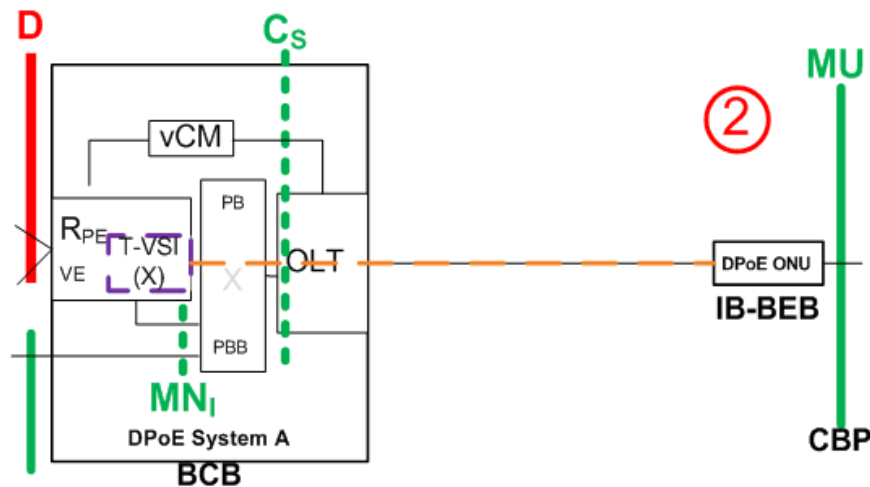 D
Cs
MU
2
vCM
PB
RPE
T-VSI
(X)
VE
X
OLT
DPoE ONU
IB-BEB
PBB
MNI
DPoE System A
BCB
CBP